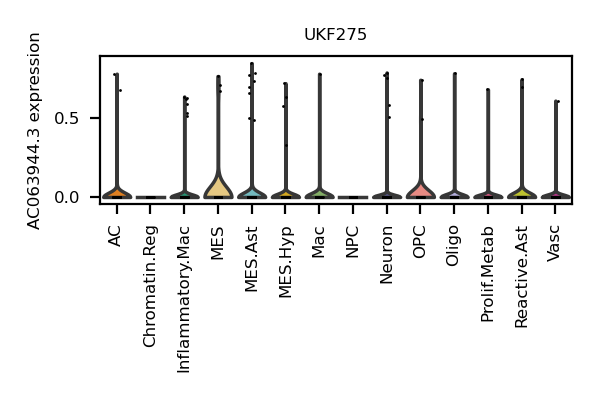 UKF275
AC063944.3 expression
0.5
0.0
AC
Chromatin.Reg
Inflammatory.Mac
MES
MES.Ast
MES.Hyp
Mac
NPC
Neuron
OPC
Oligo
Prolif.Metab
Reactive.Ast
Vasc